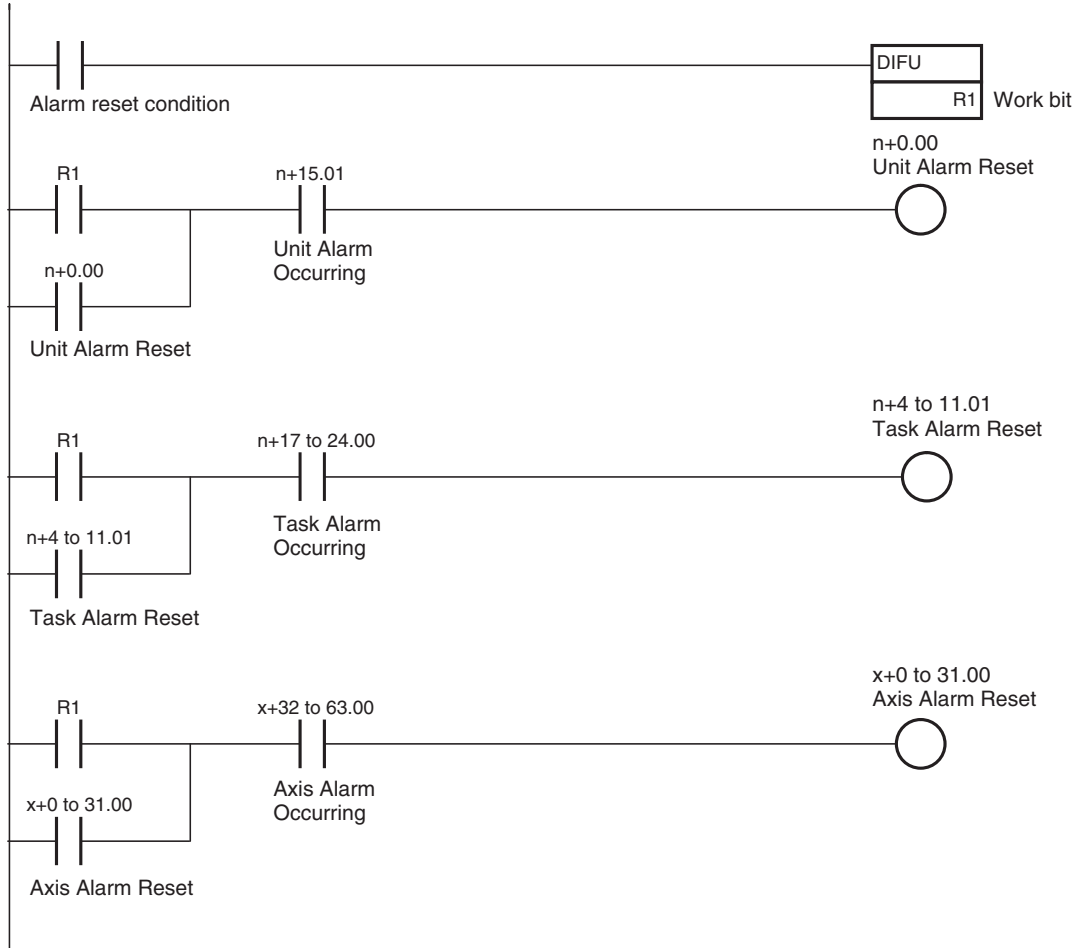 DIFU
Alarm reset condition
R1 Work bit
n+0.00
Unit Alarm Reset
R1
n+15.01
Unit Alarm
Occurring
n+0.00
Unit Alarm Reset
n+4 to 11.01
Task Alarm Reset
R1
n+17 to 24.00
Task Alarm
Occurring
n+4 to 11.01
Task Alarm Reset
x+0 to 31.00
Axis Alarm Reset
R1
x+32 to 63.00
Axis Alarm
Occurring
x+0 to 31.00
Axis Alarm Reset